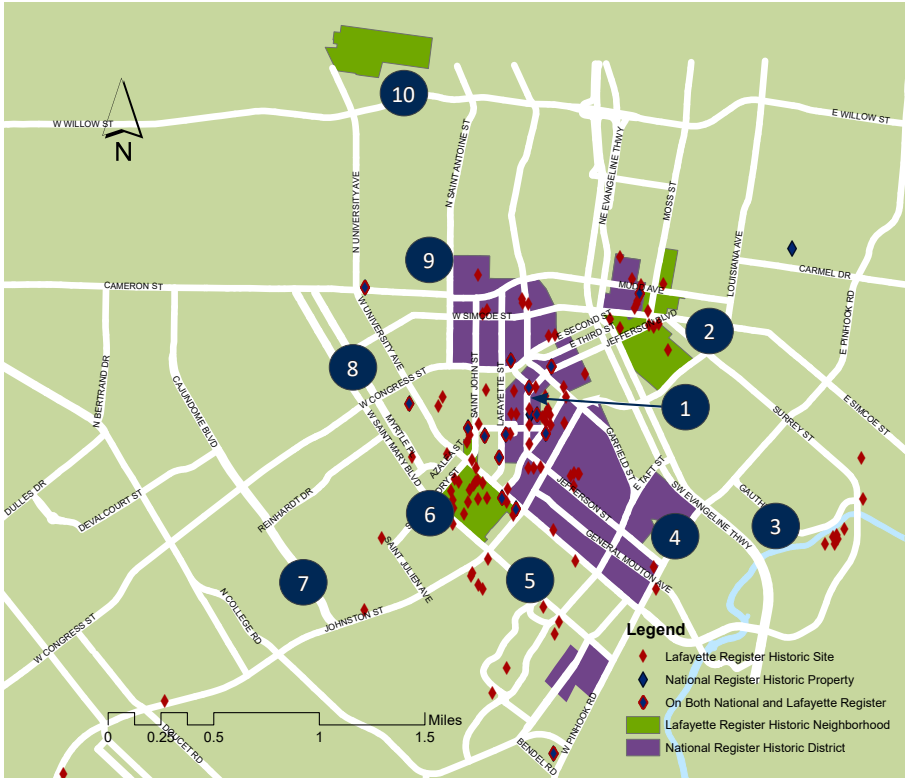 10
W WILLOW ST
E WILLOW ST
N
N UNIVERSITY AVE
N SAINT ANTOINE ST
NE EVANGELINE THWY
MOSS ST
LOUISIANA AVE
CARMEL DR
E PINHOOK RD
9
CAMERON ST
MUDD AVE
W SIMCOE ST
E SECOND ST
E THIRD ST
JEFFERSON BLVD
2
W UNIVERSITY AVE
8
W CONGRESS ST
SAINT JOHN ST
LAFAYETTE ST
1
N BERTRAND DR
CAJUNDOME BLVD
W SAINT MARY BLVD
MYRTLE PL
AZALEA ST
GARFIELD ST
E TAFT ST
SURREY ST
E SIMCOE ST
DULLES DR
DEVALCOURT ST
REINHARDT DR
6
JEFFERSON ST
SW EVANGELINE THWY
GAUTH
3
4
GENERAL MOUTON AVE
SAINT JULIEN AVE
5
7
N COLLEGE RD
JOHNSTON ST
W CONGRESS ST
DOUCET RD
BENDEL RD
W PINHOOK RD
Legend
Lafayette Register Historic Site
National Register Historic Property
On Both National and Lafayette Register
Lafayette Register Historic Neighborhood
National Register Historic District
Miles
0 0.25 0.5 1 1.5